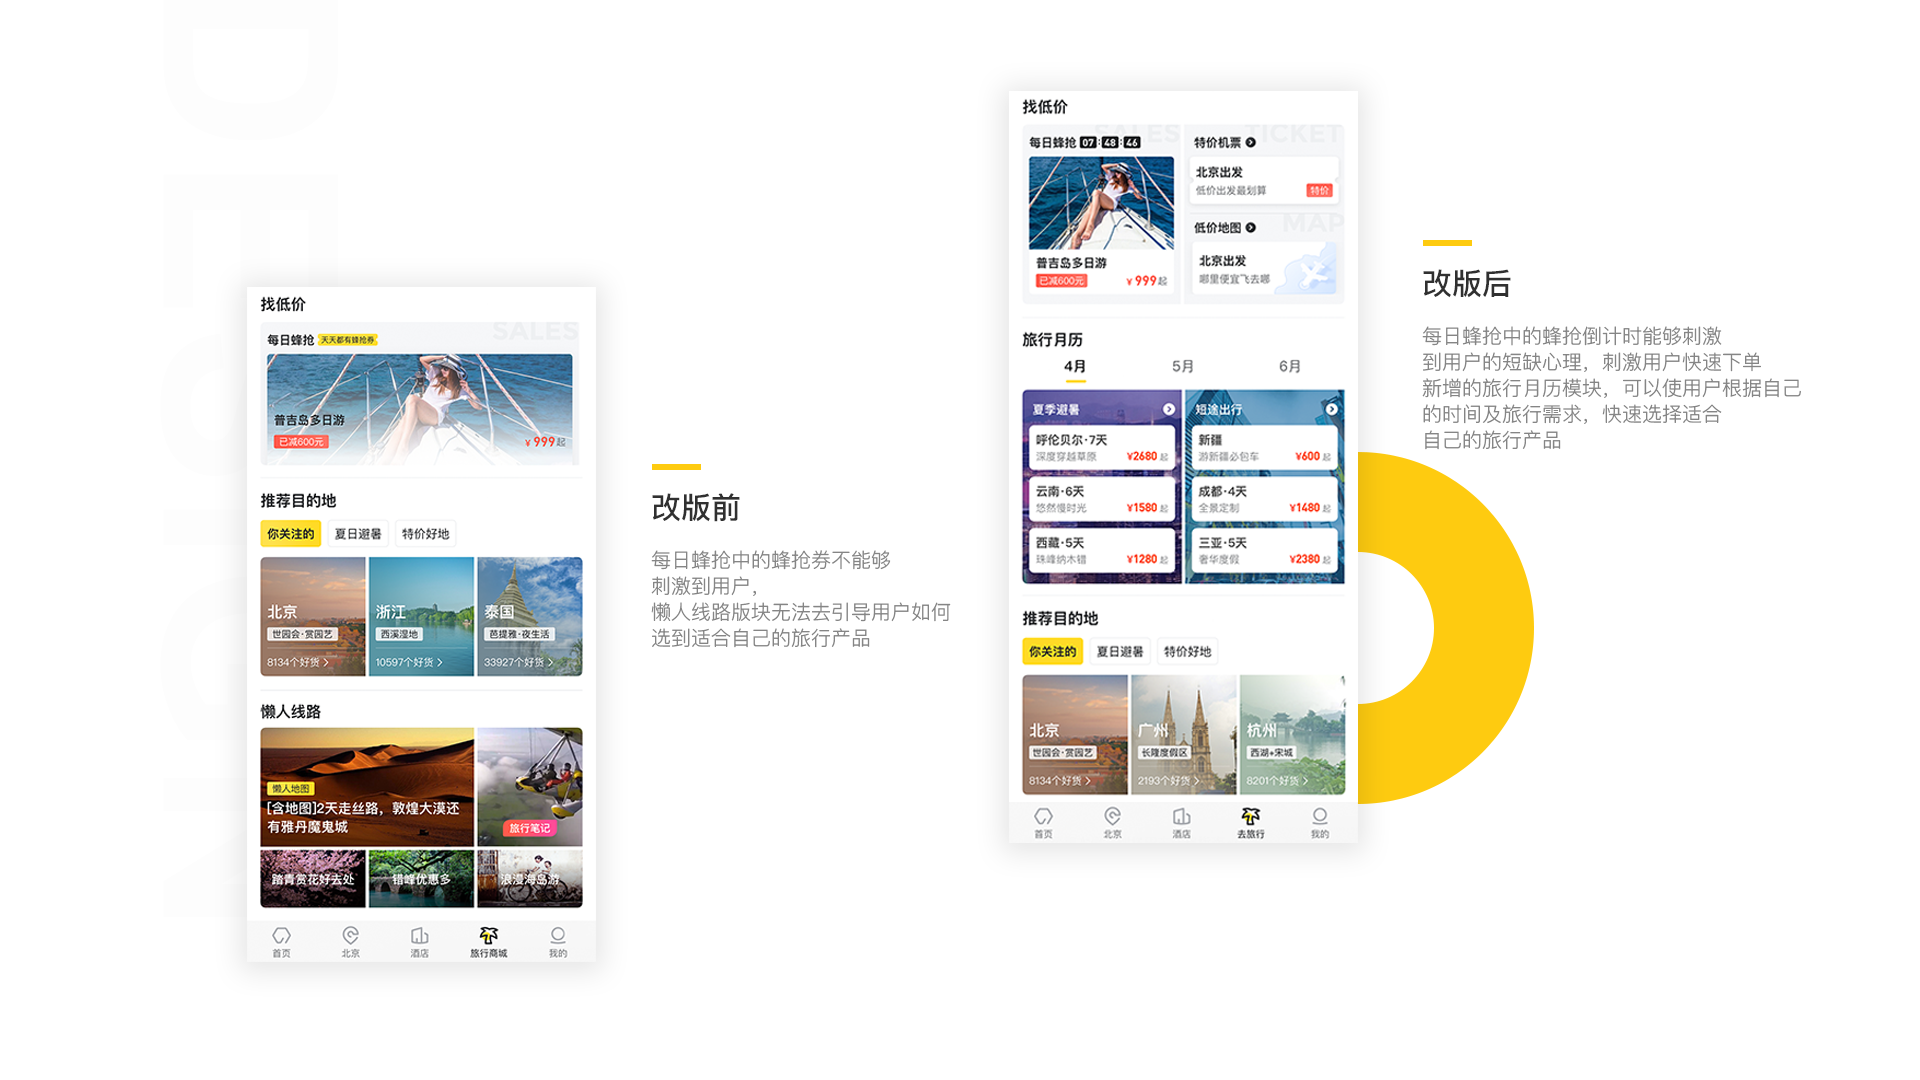 找低价
每日蜂抢 天天都有蜂抢券
SALES
普吉岛多日游
已减600元
¥ 999起
推荐目的地
你关注的 夏日避暑 特价好地
北京 浙江 泰国
世园会·赏园艺 西溪湿地 芭提雅·夜生活
8134个好货 10597个好货 33927个好货
懒人线路
懒人地图
[含地图]2天走丝路，敦煌大漠还
有雅丹魔鬼城
旅行笔记
踏青赏花好去处 错峰优惠多 浪漫海岛游
首页 北京 酒店 旅行商城 我的
改版前
每日蜂抢中的蜂抢券不能够
刺激到用户，
懒人线路版块无法去引导用户如何
选到适合自己的旅行产品
找低价
每日蜂抢 07:48:46
SALES
普吉岛多日游
已减600元
¥ 999起
TICKET
特价机票
北京出发
低价出发最划算 特价
MAP
低价地图
北京出发
哪里便宜飞去哪
旅行月历
4月 5月 6月
夏季避暑
呼伦贝尔·7天
深度穿越草原 ¥2680 起
云南·6天
悠然慢时光 ¥1580 起
西藏·5天
珠峰纳木错 ¥1280 起
短途出行
新疆
游新疆必包车 ¥600 起
成都·4天
全景定制 ¥1480 起
三亚·5天
奢华度假 ¥2380 起
推荐目的地
你关注的 夏日避暑 特价好地
北京 广州 杭州
世园会·赏园艺 长隆度假区 西湖+宋城
8134个好货 2193个好货 8201个好货
首页 北京 酒店 去旅行 我的
改版后
每日蜂抢中的蜂抢倒计时能够刺激
到用户的短缺心理，刺激用户快速下单
新增的旅行月历模块，可以使用户根据自己
的时间及旅行需求，快速选择适合
自己的旅行产品